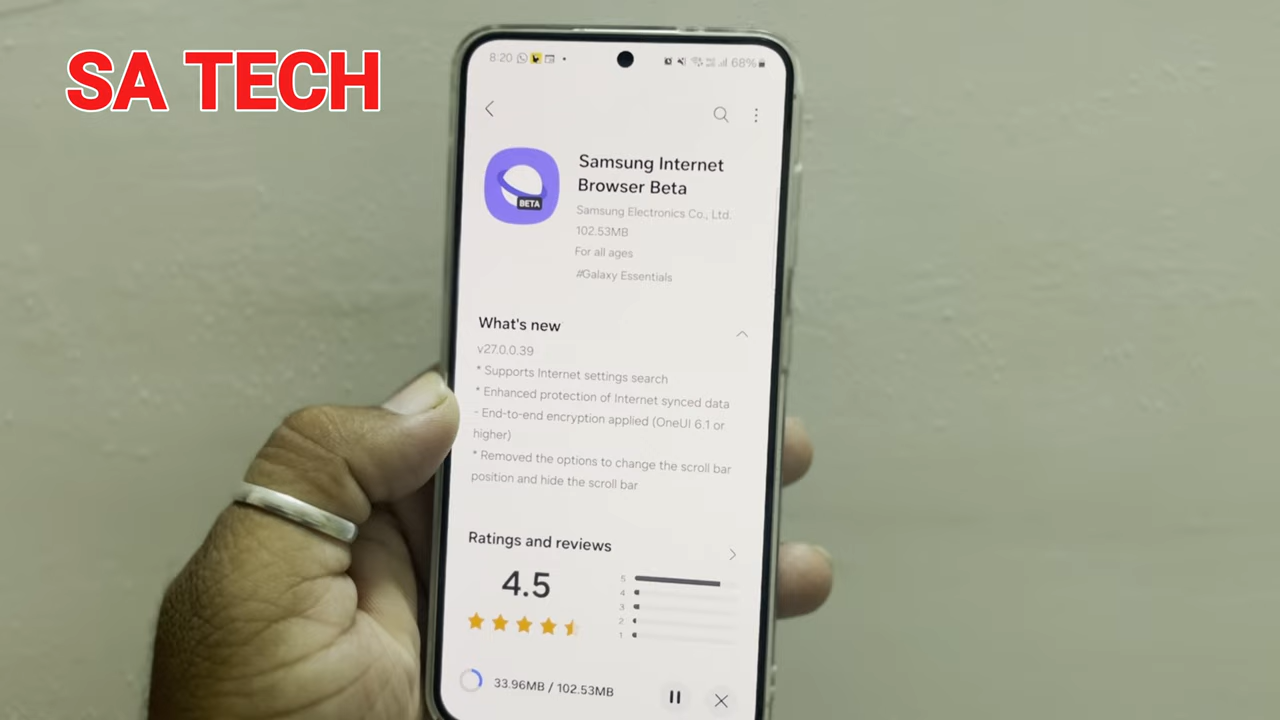 SA TECH
8:20
68%
Samsung Internet
Browser Beta
BETA
Samsung Electronics Co., Ltd.
102.53MB
For all ages
#Galaxy Essentials
What's new
v27.0.0.39
* Supports Internet settings search
* Enhanced protection of Internet synced data
- End-to-end encryption applied (OneUI 6.1 or
higher)
* Removed the options to change the scroll bar
position and hide the scroll bar
Ratings and reviews
4.5
5
4
3
2
1
33.96MB / 102.53MB